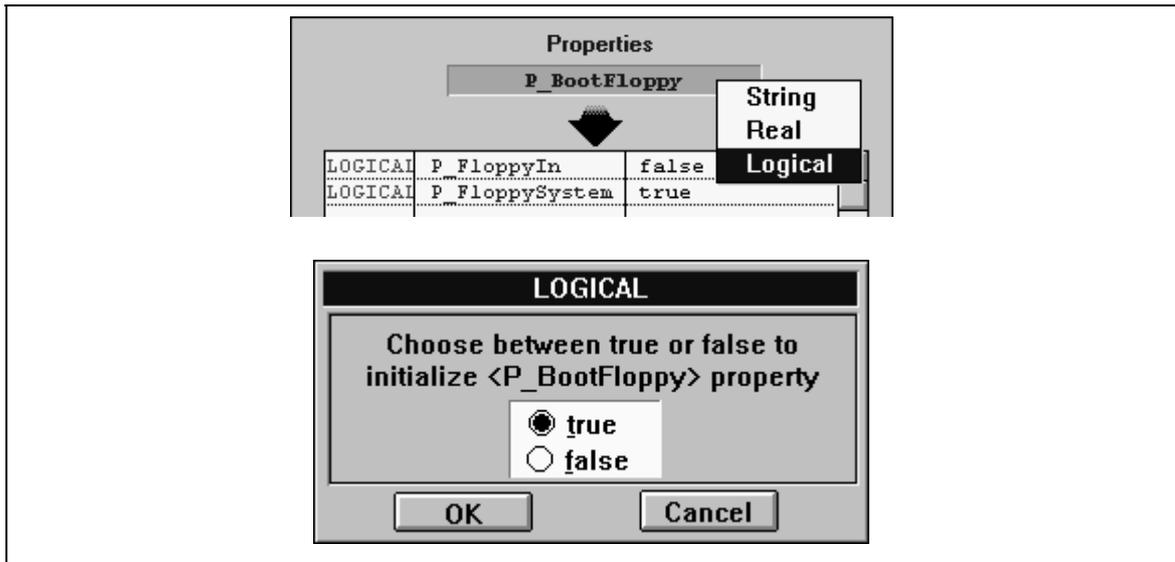 Properties
P_BootFloppy
String
Real
Logical
LOGICAL P_FloppyIn false
LOGICAL P_FloppySystem true
LOGICAL
Choose between true or false to
initialize <P_BootFloppy> property
true
false
OK Cancel